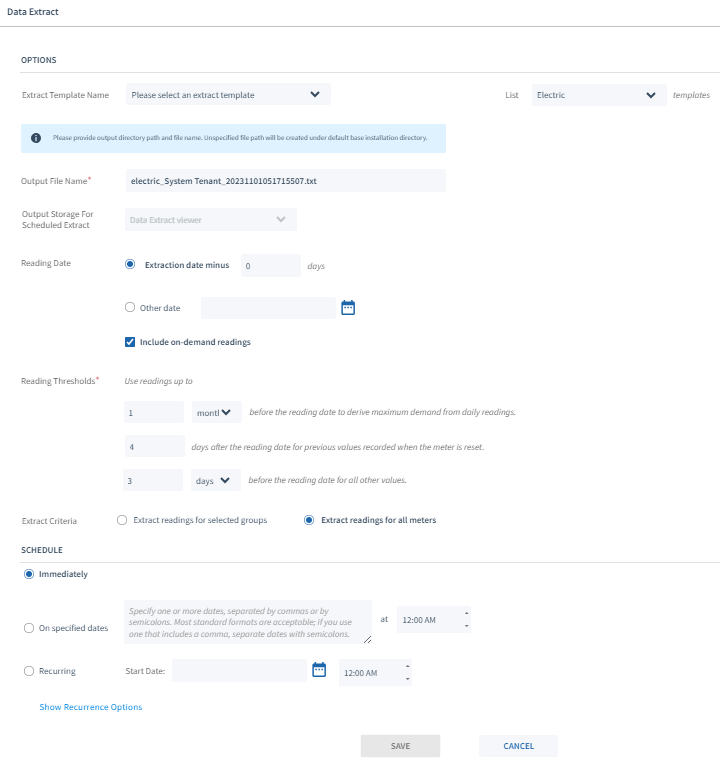 Data Extract
OPTIONS
Extract Template Name Please select an extract template List Electric templates
Please provide output directory path and file name. Unspecified file path will be created under default base installation directory.
Output File Name* electric_System Tenant_20231101051715507.txt
Output Storage For
Scheduled Extract
Data Extract viewer
Reading Date Extraction date minus 0 days
Other date
Include on-demand readings
Reading Thresholds* Use readings up to
1 montl before the reading date to derive maximum demand from daily readings.
4 days after the reading date for previous values recorded when the meter is reset.
3 days before the reading date for all other values.
Extract Criteria Extract readings for selected groups Extract readings for all meters
SCHEDULE
Immediately
On specified dates
Specify one or more dates, separated by commas or by
semicolons. Most standard formats are acceptable; if you use
one that includes a comma, separate dates with semicolons.
at 12:00 AM
Recurring Start Date: 12:00 AM
Show Recurrence Options
SAVE CANCEL